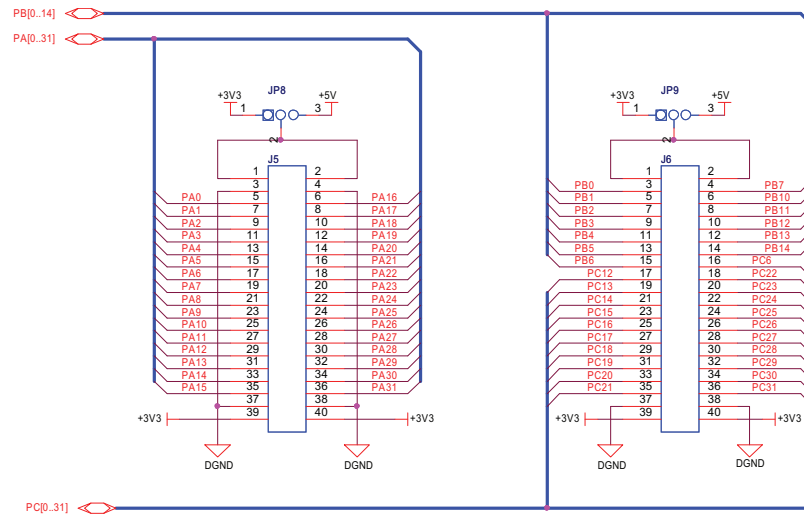 PB[0..14]
PA[0..31]
JP8
+3V3
1
3
+5V
2
J5
1 2
3 4
PA0 5 6 PA16
PA1 7 8 PA17
PA2 9 10 PA18
PA3 11 12 PA19
PA4 13 14 PA20
PA5 15 16 PA21
PA6 17 18 PA22
PA7 19 20 PA23
PA8 21 22 PA24
PA9 23 24 PA25
PA10 25 26 PA26
PA11 27 28 PA27
PA12 29 30 PA28
PA13 31 32 PA29
PA14 33 34 PA30
PA15 35 36 PA31
37 38
+3V3 39 40 +3V3
DGND DGND
JP9
+3V3
1
3
+5V
2
J6
1 2
PB0 3 4 PB7
PB1 5 6 PB10
PB2 7 8 PB11
PB3 9 10 PB12
PB4 11 12 PB13
PB5 13 14 PB14
PB6 15 16 PC6
PC12 17 18 PC22
PC13 19 20 PC23
PC14 21 22 PC24
PC15 23 24 PC25
PC16 25 26 PC26
PC17 27 28 PC27
PC18 29 30 PC28
PC19 31 32 PC29
PC20 33 34 PC30
PC21 35 36 PC31
37 38
+3V3 39 40 +3V3
DGND DGND
PC[0..31]